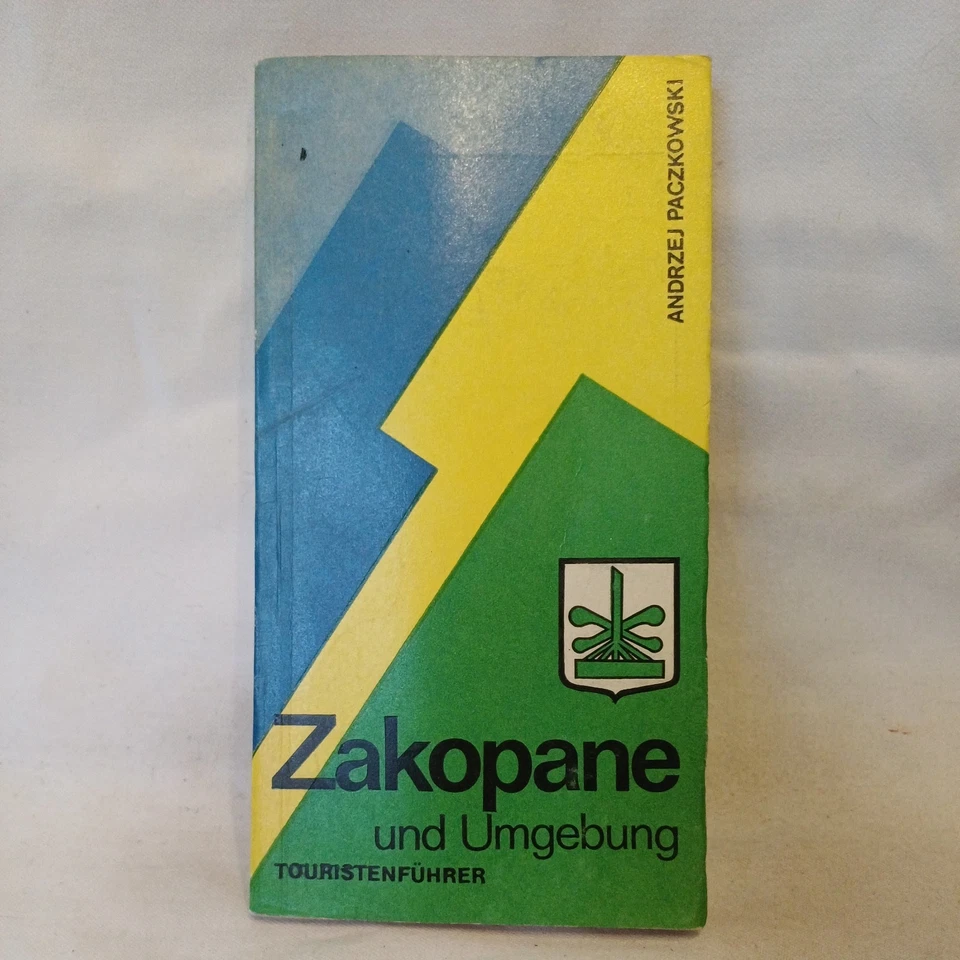 ANDRZEJ PACZKOWSKI
Zakopane
und Umgebung
TOURISTENFÜHRER